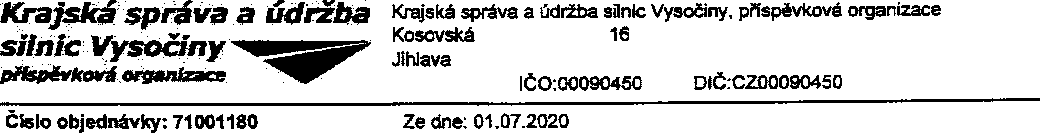 Krajská správa a údržba
silnic Vysočiny
příspěvková organizace
Krajská správa a údržba silnic Vysočiny, příspěvková organizace
Kosovská 16
Jihlava
IČO:00090450 DIČ:CZ00090450
Číslo objednávky: 71001180 Ze dne: 01.07.2020